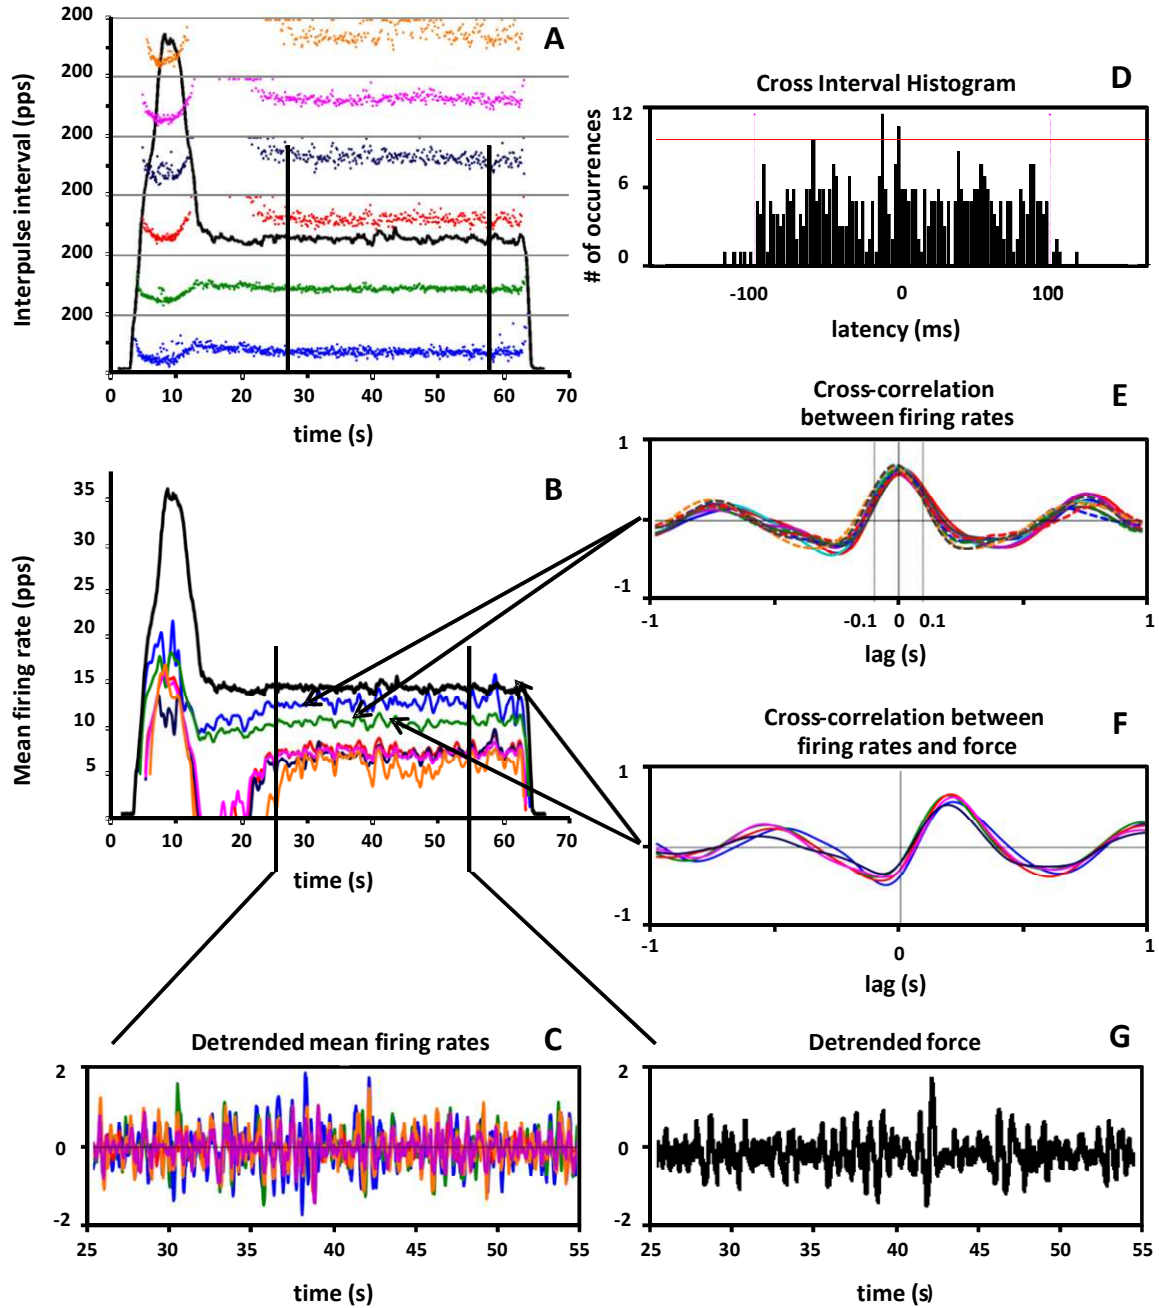 A
Interpulse interval (pps)
200
200
200
200
200
200
0 10 20 30 40 50 60 70
time (s)
D
Cross Interval Histogram
# of occurrences
12
6
0
-100 0 100
latency (ms)
E
Cross-correlation
between firing rates
1
-1
-1 -0.1 0 0.1 1
lag (s)
B
Mean firing rate (pps)
35
30
25
20
15
10
5
0 10 20 30 40 50 60 70
time (s)
F
Cross-correlation between
firing rates and force
1
-1
-1 0 1
lag (s)
C
Detrended mean firing rates
2
0
-2
25 30 35 40 45 50 55
time (s)
G
Detrended force
2
0
-2
25 30 35 40 45 50 55
time (s)